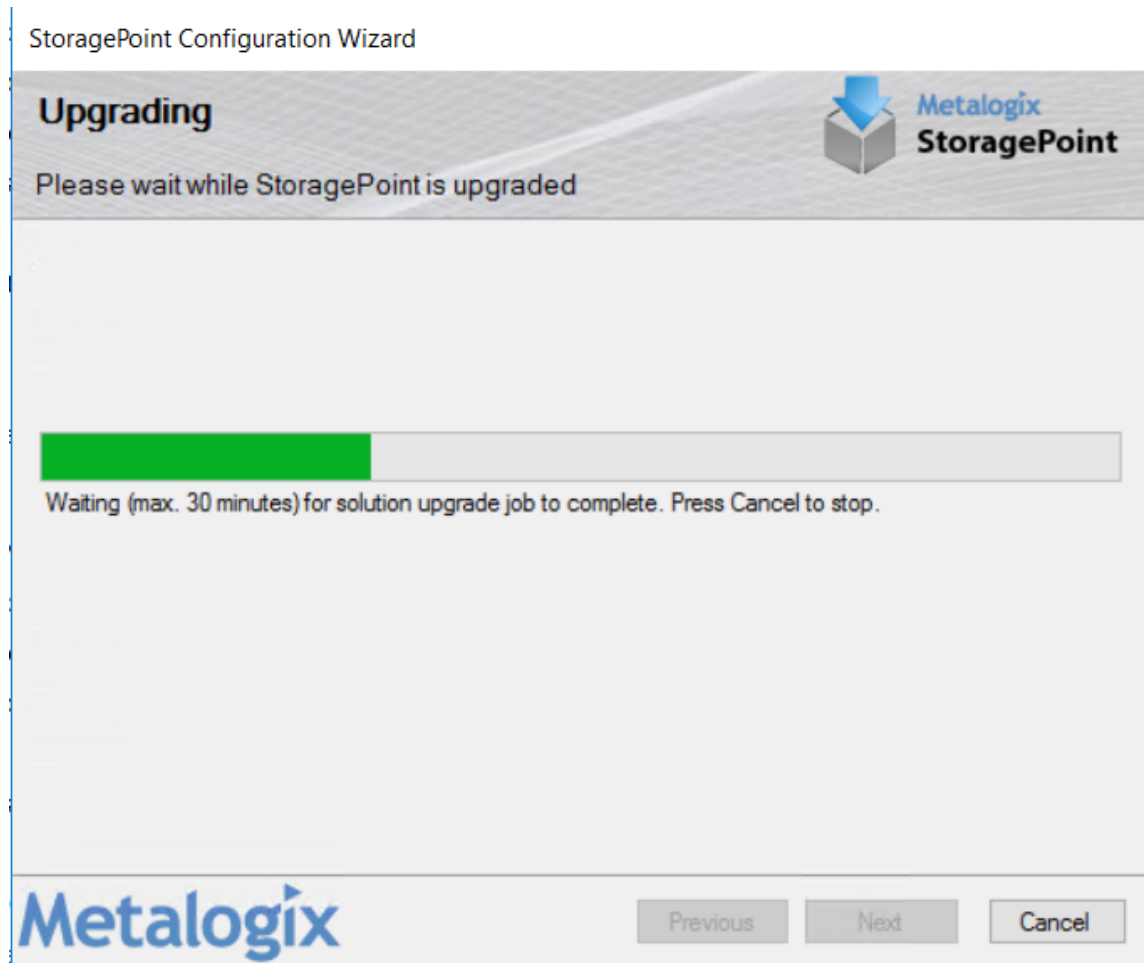 StoragePoint Configuration Wizard
Upgrading
Metalogix
StoragePoint
Please wait while StoragePoint is upgraded
Waiting (max. 30 minutes) for solution upgrade job to complete. Press Cancel to stop.
Metalogix
Previous
Next
Cancel